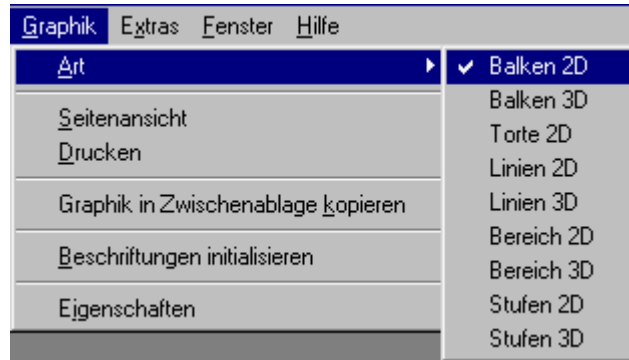 Graphik Extras Fenster Hilfe
Art
Seitenansicht
Drucken
Graphik in Zwischenablage kopieren
Beschriftungen initialisieren
Eigenschaften
Balken 2D
Balken 3D
Torte 2D
Linien 2D
Linien 3D
Bereich 2D
Bereich 3D
Stufen 2D
Stufen 3D